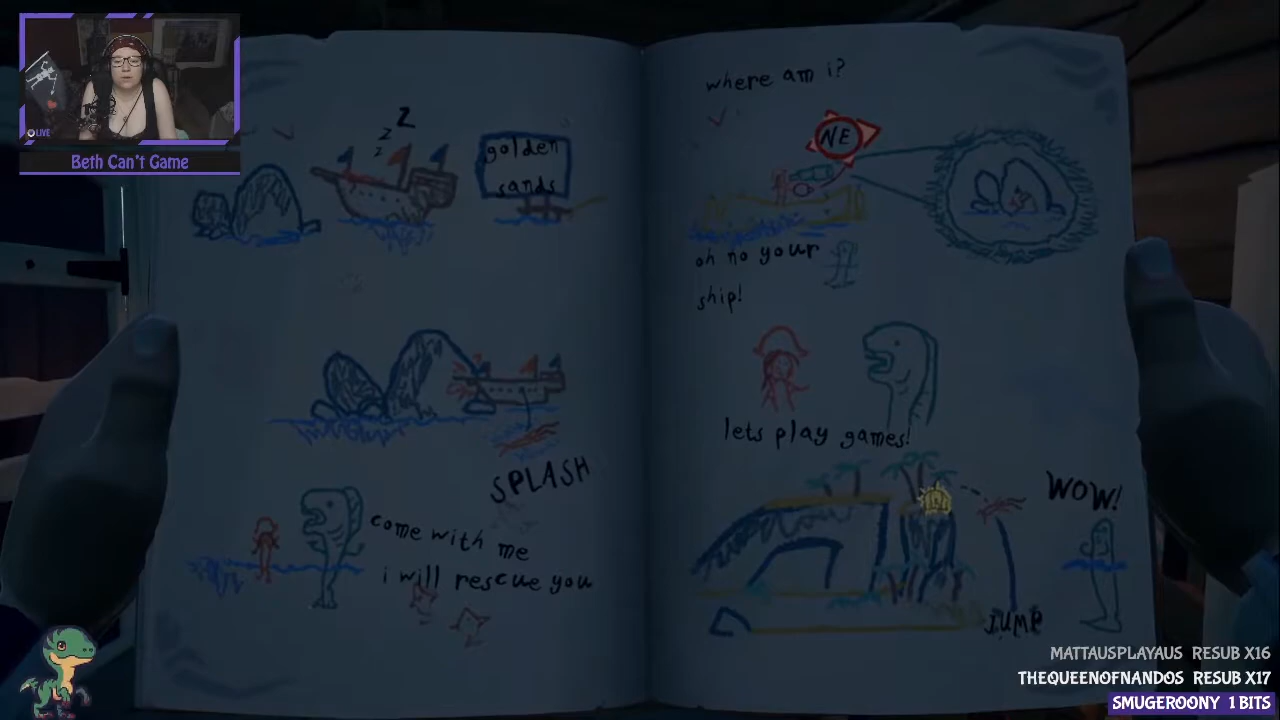 LIVE
Beth Can't Game
z
z
z
golden
sands
SPLASH
come with me
i will rescue you
where am i?
NE
oh no your
ship!
lets play games!
WOW!
JUMP
MATTAUSPLAYAUS RESUB X16
THEQUEENOFNANDOS RESUB X17
SMUGEROONY 1 BITS